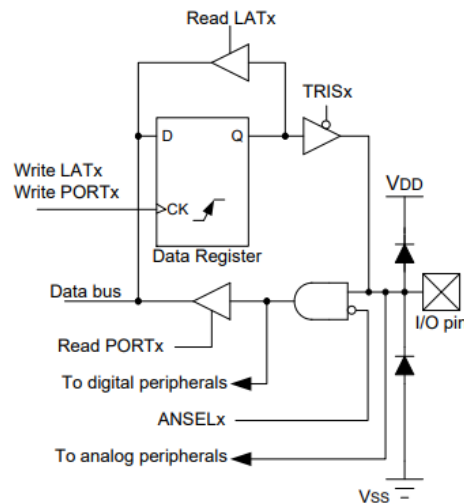 Read LATx
TRISx
D
Q
Write LATx
Write PORTx
CK
VDD
Data Register
Data bus
I/O pin
Read PORTx
To digital peripherals
ANSELx
To analog peripherals
VSS